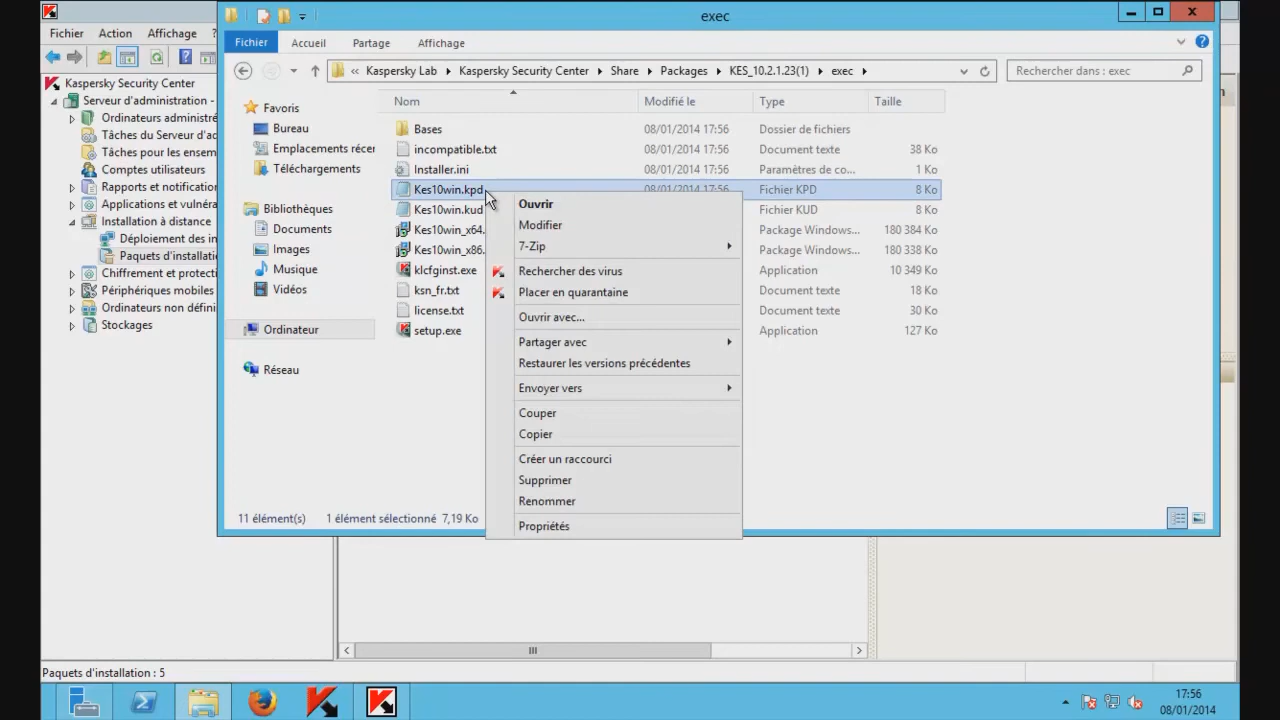 exec
Fichier Action Affichage ?
Fichier Accueil Partage Affichage
« Kaspersky Lab Kaspersky Security Center Share Packages KES_10.2.1.23(1) exec
Rechercher dans : exec
Kaspersky Security Center
Serveur d'administration -
Ordinateurs administré
Tâches du Serveur d'a
Tâches pour les ensem
Comptes utilisateurs
Rapports et notification
Applications et vulnéra
Installation à distance
Déploiement des in
Paquets d'installatio
Chiffrement et protecti
Périphériques mobiles
Ordinateurs non défini
Stockages
Favoris
Bureau
Emplacements récer
Téléchargements
Bibliothèques
Documents
Images
Musique
Vidéos
Ordinateur
Réseau
Nom Modifié le Type Taille
Bases 08/01/2014 17:56 Dossier de fichiers
incompatible.txt 08/01/2014 17:56 Document texte 38 Ko
Installer.ini 08/01/2014 17:56 Paramètres de co... 1 Ko
Kes10win.kpd 08/01/2014 17:56 Fichier KPD 8 Ko
Kes10win.kud Fichier KUD 8 Ko
Kes10win_x64. Package Windows... 180 384 Ko
Kes10win_x86. Package Windows... 180 338 Ko
klcfginst.exe Application 10 349 Ko
ksn_fr.txt Document texte 18 Ko
license.txt Document texte 30 Ko
setup.exe Application 127 Ko
Ouvrir
Modifier
7-Zip
Rechercher des virus
Placer en quarantaine
Ouvrir avec...
Partager avec
Restaurer les versions précédentes
Envoyer vers
Couper
Copier
Créer un raccourci
Supprimer
Renommer
Propriétés
11 élément(s) 1 élément sélectionné 7,19 Ko
Paquets d'installation : 5
17:56
08/01/2014